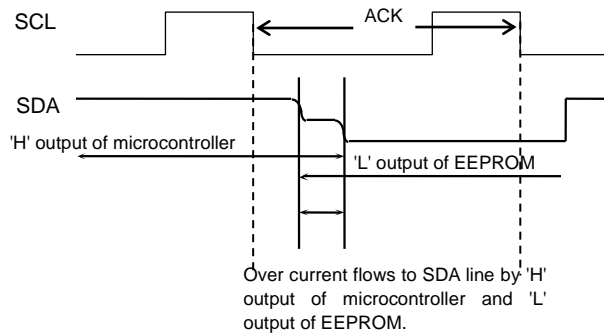 SCL
ACK
SDA
'H' output of microcontroller
'L' output of EEPROM
Over current flows to SDA line by 'H'
output of microcontroller and 'L'
output of EEPROM.